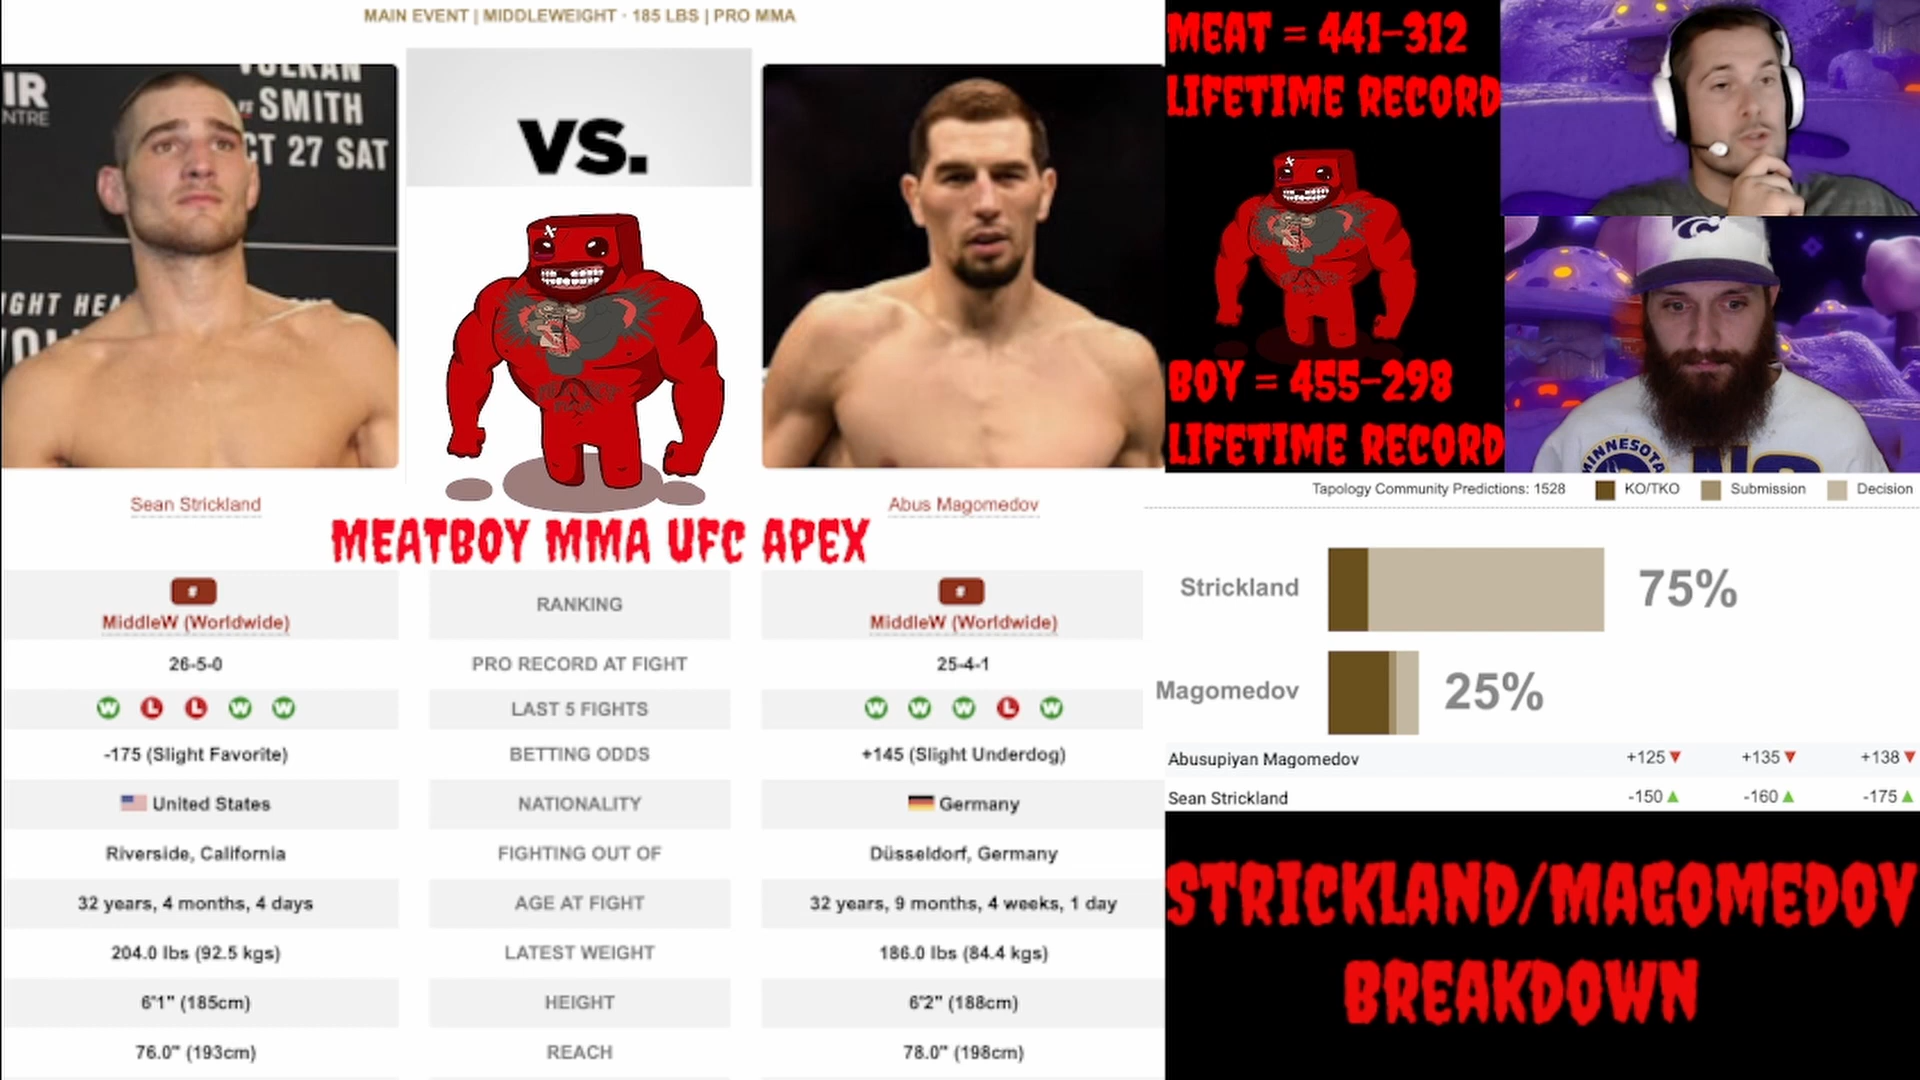 MAIN EVENT | MIDDLEWEIGHT · 185 LBS | PRO MMA
VS.
SMITH
CT 27 SAT
IR
NTRE
Sean Strickland
Abus Magomedov
MEATBOY MMA UFC APEX
#
MiddleW (Worldwide)
RANKING
#
MiddleW (Worldwide)
26-5-0
PRO RECORD AT FIGHT
25-4-1
W L L W W
LAST 5 FIGHTS
W W W L W
-175 (Slight Favorite)
BETTING ODDS
+145 (Slight Underdog)
United States
NATIONALITY
Germany
Riverside, California
FIGHTING OUT OF
Düsseldorf, Germany
32 years, 4 months, 4 days
AGE AT FIGHT
32 years, 9 months, 4 weeks, 1 day
204.0 lbs (92.5 kgs)
LATEST WEIGHT
186.0 lbs (84.4 kgs)
6'1" (185cm)
HEIGHT
6'2" (188cm)
76.0" (193cm)
REACH
78.0" (198cm)
MEAT = 441-312
LIFETIME RECORD
BOY = 455-298
LIFETIME RECORD
MINNESOTA
Tapology Community Predictions: 1528
KO/TKO
Submission
Decision
Strickland
75%
Magomedov
25%
Abusupiyan Magomedov +125▼ +135▼ +138▼
Sean Strickland -150▲ -160▲ -175▲
STRICKLAND/MAGOMEDOV
BREAKDOWN